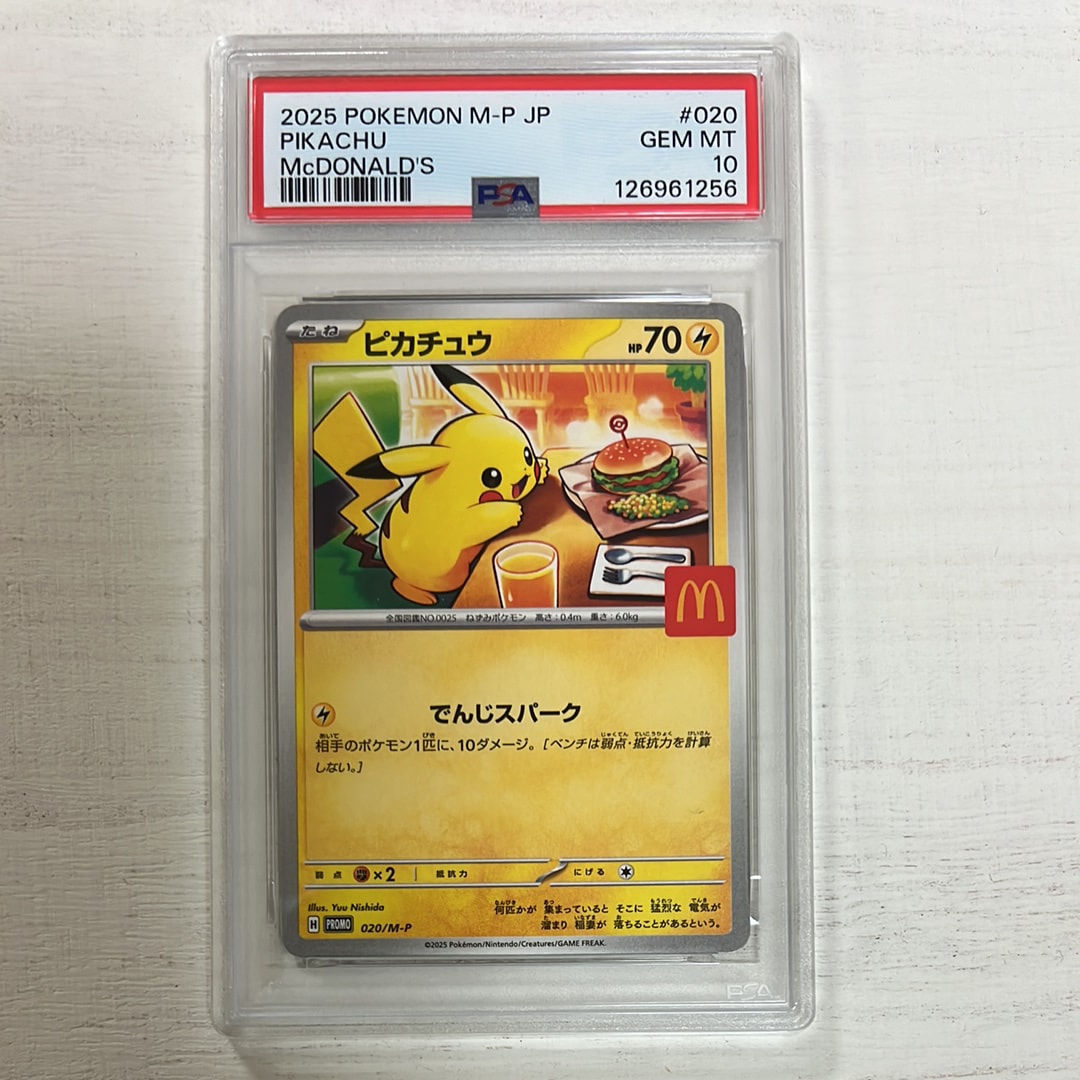 2025 POKEMON M-P JP #020
PIKACHU GEM MT
McDONALD'S 10
PSA 126961256
たね ピカチュウ HP70
全国図鑑NO.0025 ねずみポケモン 高さ:0.4m 重さ:6.0kg
でんじスパーク
相手のポケモン1匹に、10ダメージ。[ベンチは弱点・抵抗力を計算
しない。]
弱点 ×2 抵抗力 にげる
Illus. Yuu Nishida
何匹かが 集まっていると そこに 猛烈な 電気が
溜まり 稲妻が 落ちることがあるという。
H PROMO 020/M-P
©2025 Pokémon/Nintendo/Creatures/GAME FREAK.
PSA